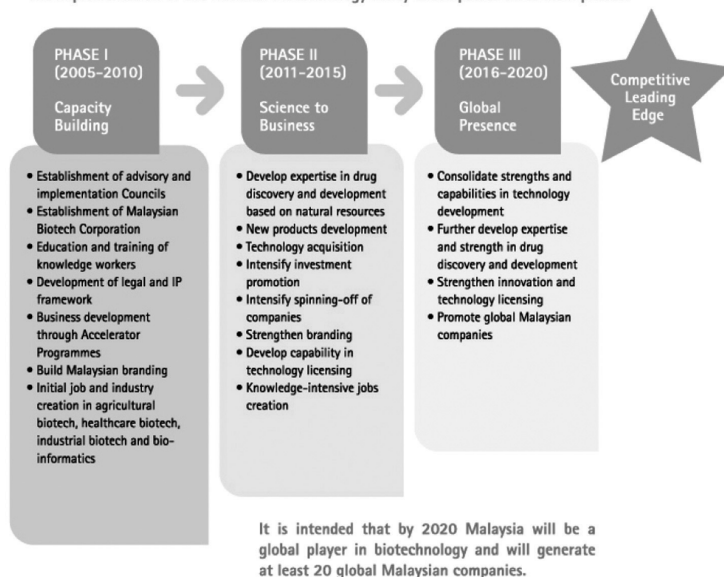 PHASE I
(2005-2010)
Capacity
Building
PHASE II
(2011-2015)
Science to
Business
PHASE III
(2016-2020)
Global
Presence
Competitive
Leading
Edge
• Establishment of advisory and
implementation Councils
• Establishment of Malaysian
Biotech Corporation
• Education and training of
knowledge workers
• Development of legal and IP
framework
• Business development
through Accelerator
Programmes
• Build Malaysian branding
• Initial job and industry
creation in agricultural
biotech, healthcare biotech,
industrial biotech and bio-
informatics
• Develop expertise in drug
discovery and development
based on natural resources
• New products development
• Technology acquisition
• Intensify investment
promotion
• Intensify spinning-off of
companies
• Strengthen branding
• Develop capability in
technology licensing
• Knowledge-intensive jobs
creation
• Consolidate strengths and
capabilities in technology
development
• Further develop expertise
and strength in drug
discovery and development
• Strengthen innovation and
technology licensing
• Promote global Malaysian
companies
It is intended that by 2020 Malaysia will be a
global player in biotechnology and will generate
at least 20 global Malaysian companies.